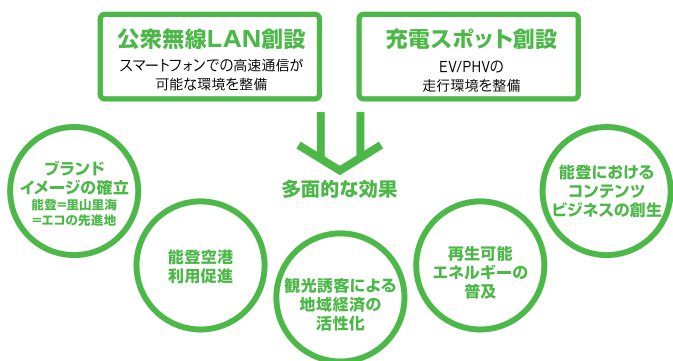 公衆無線LAN創設
スマートフォンでの高速通信が
可能な環境を整備
充電スポット創設
EV/PHVの
走行環境を整備
多面的な効果
ブランド
イメージの確立
能登=里山里海
=エコの先進地
能登空港
利用促進
観光誘客による
地域経済の
活性化
再生可能
エネルギーの
普及
能登における
コンテンツ
ビジネスの創生